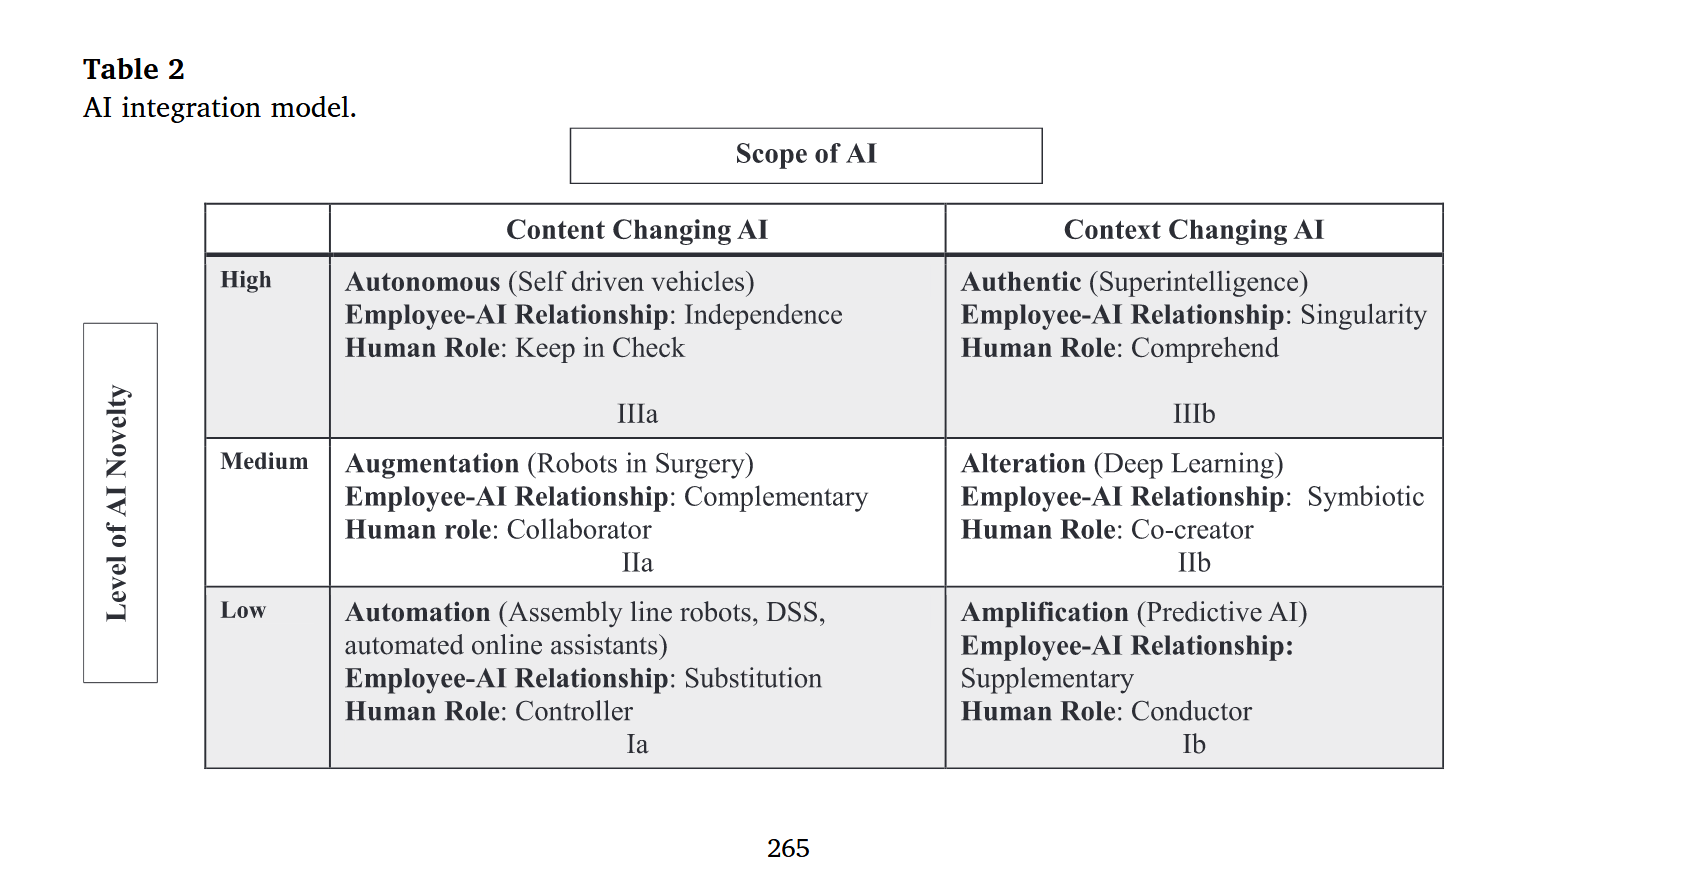 Table 2
AI integration model.
Scope of AI
Content Changing AI
Context Changing AI
Level of AI Novelty
High
Autonomous (Self driven vehicles)
Employee-AI Relationship: Independence
Human Role: Keep in Check
IIIa
Authentic (Superintelligence)
Employee-AI Relationship: Singularity
Human Role: Comprehend
IIIb
Medium
Augmentation (Robots in Surgery)
Employee-AI Relationship: Complementary
Human role: Collaborator
IIa
Alteration (Deep Learning)
Employee-AI Relationship:  Symbiotic
Human Role: Co-creator
IIb
Low
Automation (Assembly line robots, DSS,
automated online assistants)
Employee-AI Relationship: Substitution
Human Role: Controller
Ia
Amplification (Predictive AI)
Employee-AI Relationship:
Supplementary
Human Role: Conductor
Ib
265